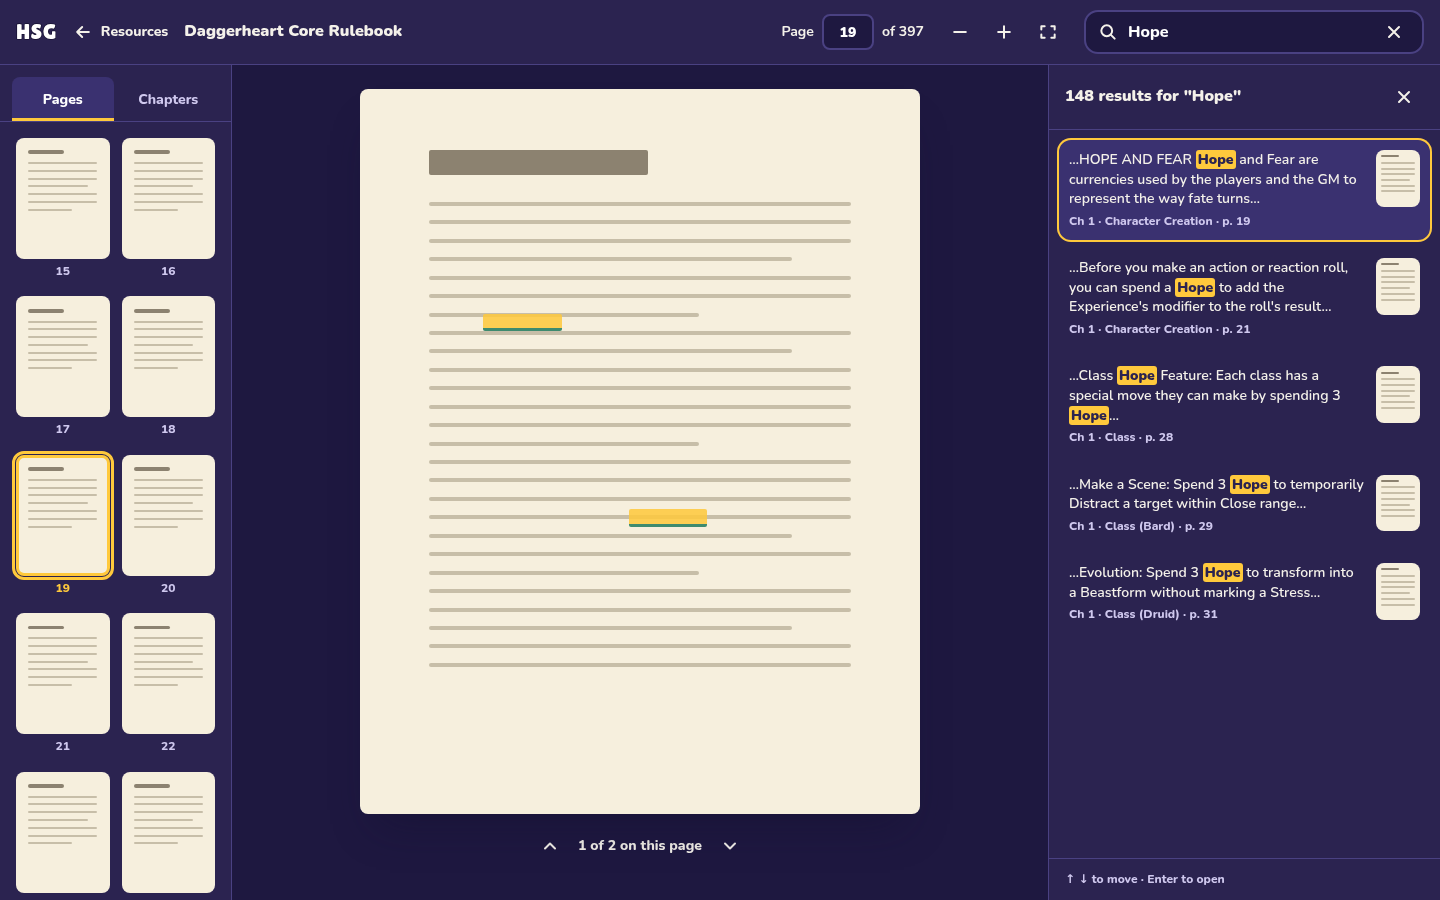 HSG
← Resources
Daggerheart Core Rulebook
Page 19 of 397
Hope
Pages
Chapters
15
16
17
18
19
20
21
22
1 of 2 on this page
148 results for "Hope"
...HOPE AND FEAR Hope and Fear are
currencies used by the players and the GM to
represent the way fate turns...
Ch 1 · Character Creation · p. 19
...Before you make an action or reaction roll,
you can spend a Hope to add the
Experience's modifier to the roll's result...
Ch 1 · Character Creation · p. 21
...Class Hope Feature: Each class has a
special move they can make by spending 3
Hope...
Ch 1 · Class · p. 28
...Make a Scene: Spend 3 Hope to temporarily
Distract a target within Close range...
Ch 1 · Class (Bard) · p. 29
...Evolution: Spend 3 Hope to transform into
a Beastform without marking a Stress...
Ch 1 · Class (Druid) · p. 31
↑ ↓ to move · Enter to open